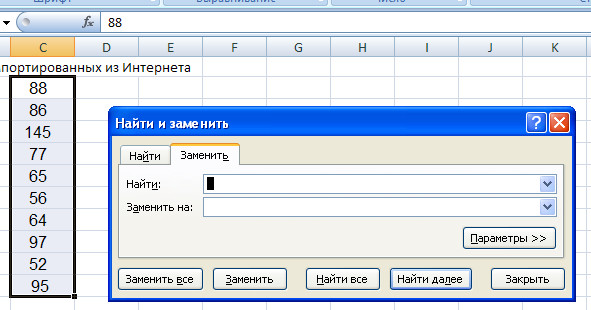 Шрифт Выравнивание Число
fx 88
C D E F G H I J K
портированных из Интернета
88
86
145
77
65
56
64
97
52
95
Найти и заменить
Найти Заменить
Найти:
Заменить на:
Параметры >>
Заменить все Заменить Найти все Найти далее Закрыть